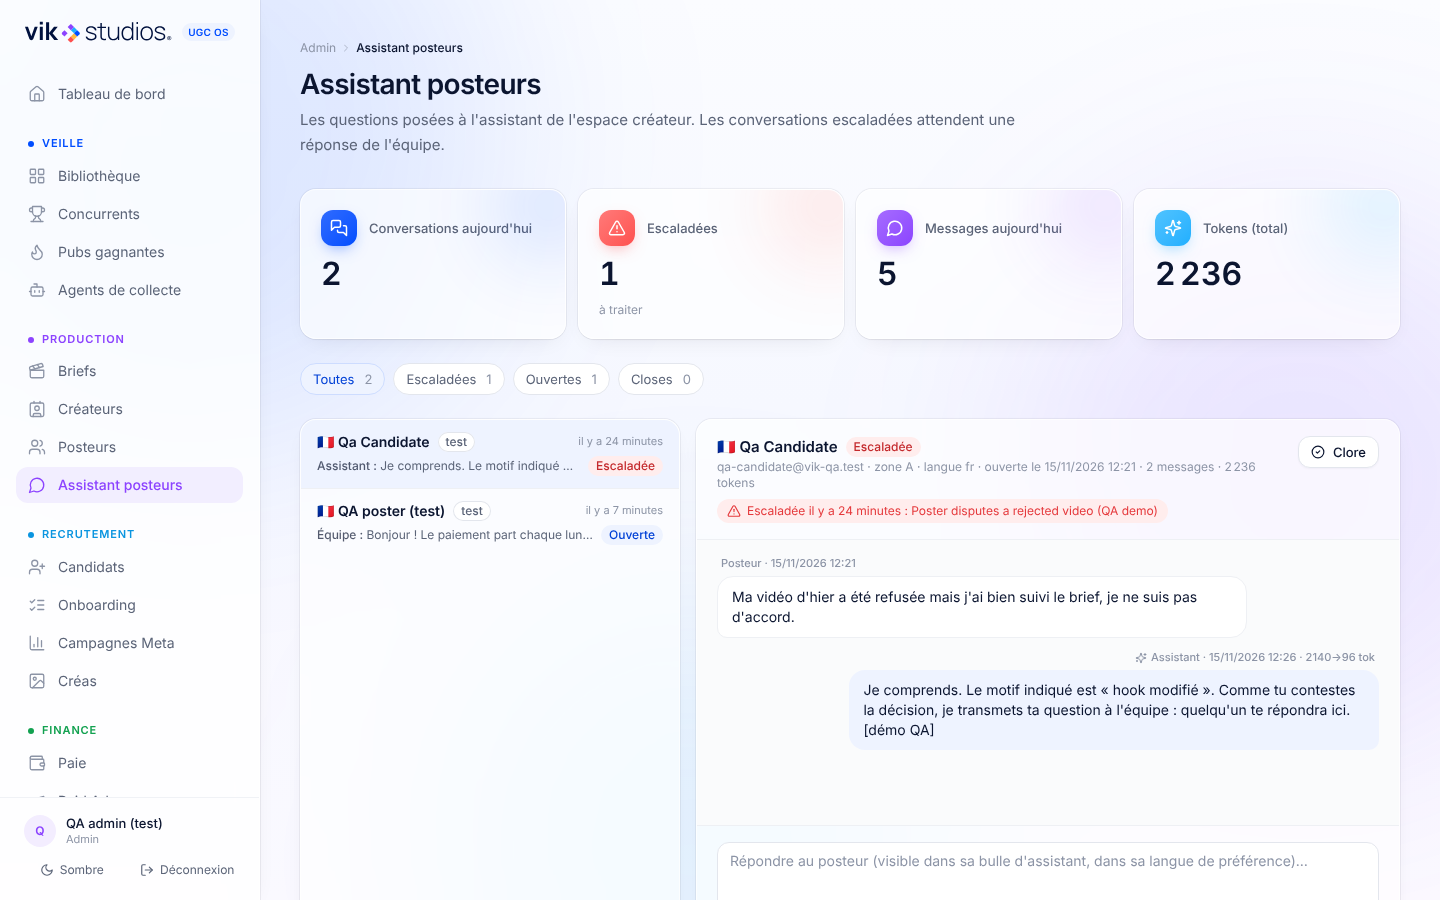 vik studios® UGC OS
Tableau de bord
VEILLE
Bibliothèque
Concurrents
Pubs gagnantes
Agents de collecte
PRODUCTION
Briefs
Créateurs
Posteurs
Assistant posteurs
RECRUTEMENT
Candidats
Onboarding
Campagnes Meta
Créas
FINANCE
Paie
Q QA admin (test)
Admin
Sombre Déconnexion
Admin Assistant posteurs
Assistant posteurs
Les questions posées à l'assistant de l'espace créateur. Les conversations escaladées attendent une
réponse de l'équipe.
Conversations aujourd'hui
2
Escaladées
1
à traiter
Messages aujourd'hui
5
Tokens (total)
2 236
Toutes 2 Escaladées 1 Ouvertes 1 Closes 0
🇫🇷 Qa Candidate test il y a 24 minutes
Assistant : Je comprends. Le motif indiqué ... Escaladée
🇫🇷 QA poster (test) test il y a 7 minutes
Équipe : Bonjour ! Le paiement part chaque lun... Ouverte
🇫🇷 Qa Candidate Escaladée
qa-candidate@vik-qa.test · zone A · langue fr · ouverte le 15/11/2026 12:21 · 2 messages · 2 236
tokens
Clore
Escaladée il y a 24 minutes : Poster disputes a rejected video (QA demo)
Posteur · 15/11/2026 12:21
Ma vidéo d'hier a été refusée mais j'ai bien suivi le brief, je ne suis pas
d'accord.
Assistant · 15/11/2026 12:26 · 2140→96 tok
Je comprends. Le motif indiqué est « hook modifié ». Comme tu contestes
la décision, je transmets ta question à l'équipe : quelqu'un te répondra ici.
[démo QA]
Répondre au posteur (visible dans sa bulle d'assistant, dans sa langue de préférence)...